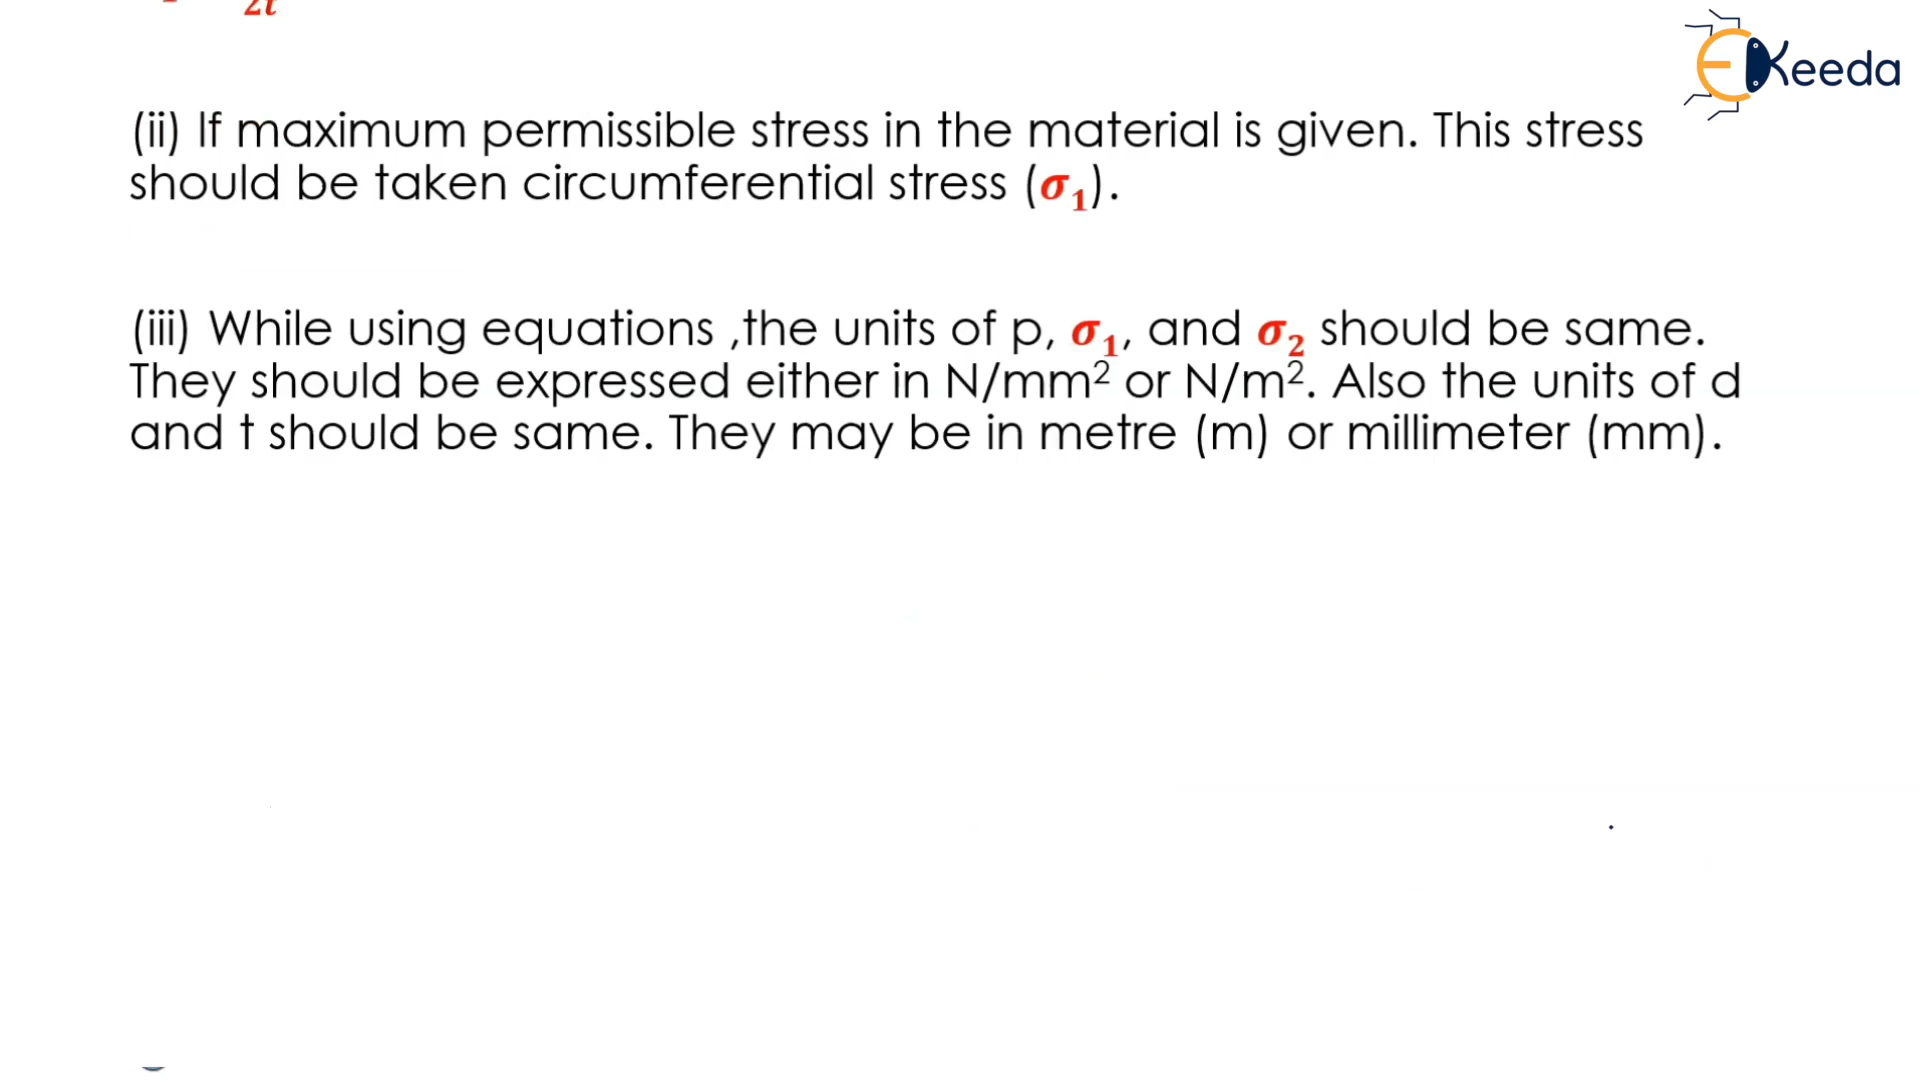 2t
Keeda
(ii) If maximum permissible stress in the material is given. This stress
should be taken circumferential stress (σ₁).
(iii) While using equations ,the units of p, σ₁, and σ₂ should be same.
They should be expressed either in N/mm² or N/m². Also the units of d
and t should be same. They may be in metre (m) or millimeter (mm).